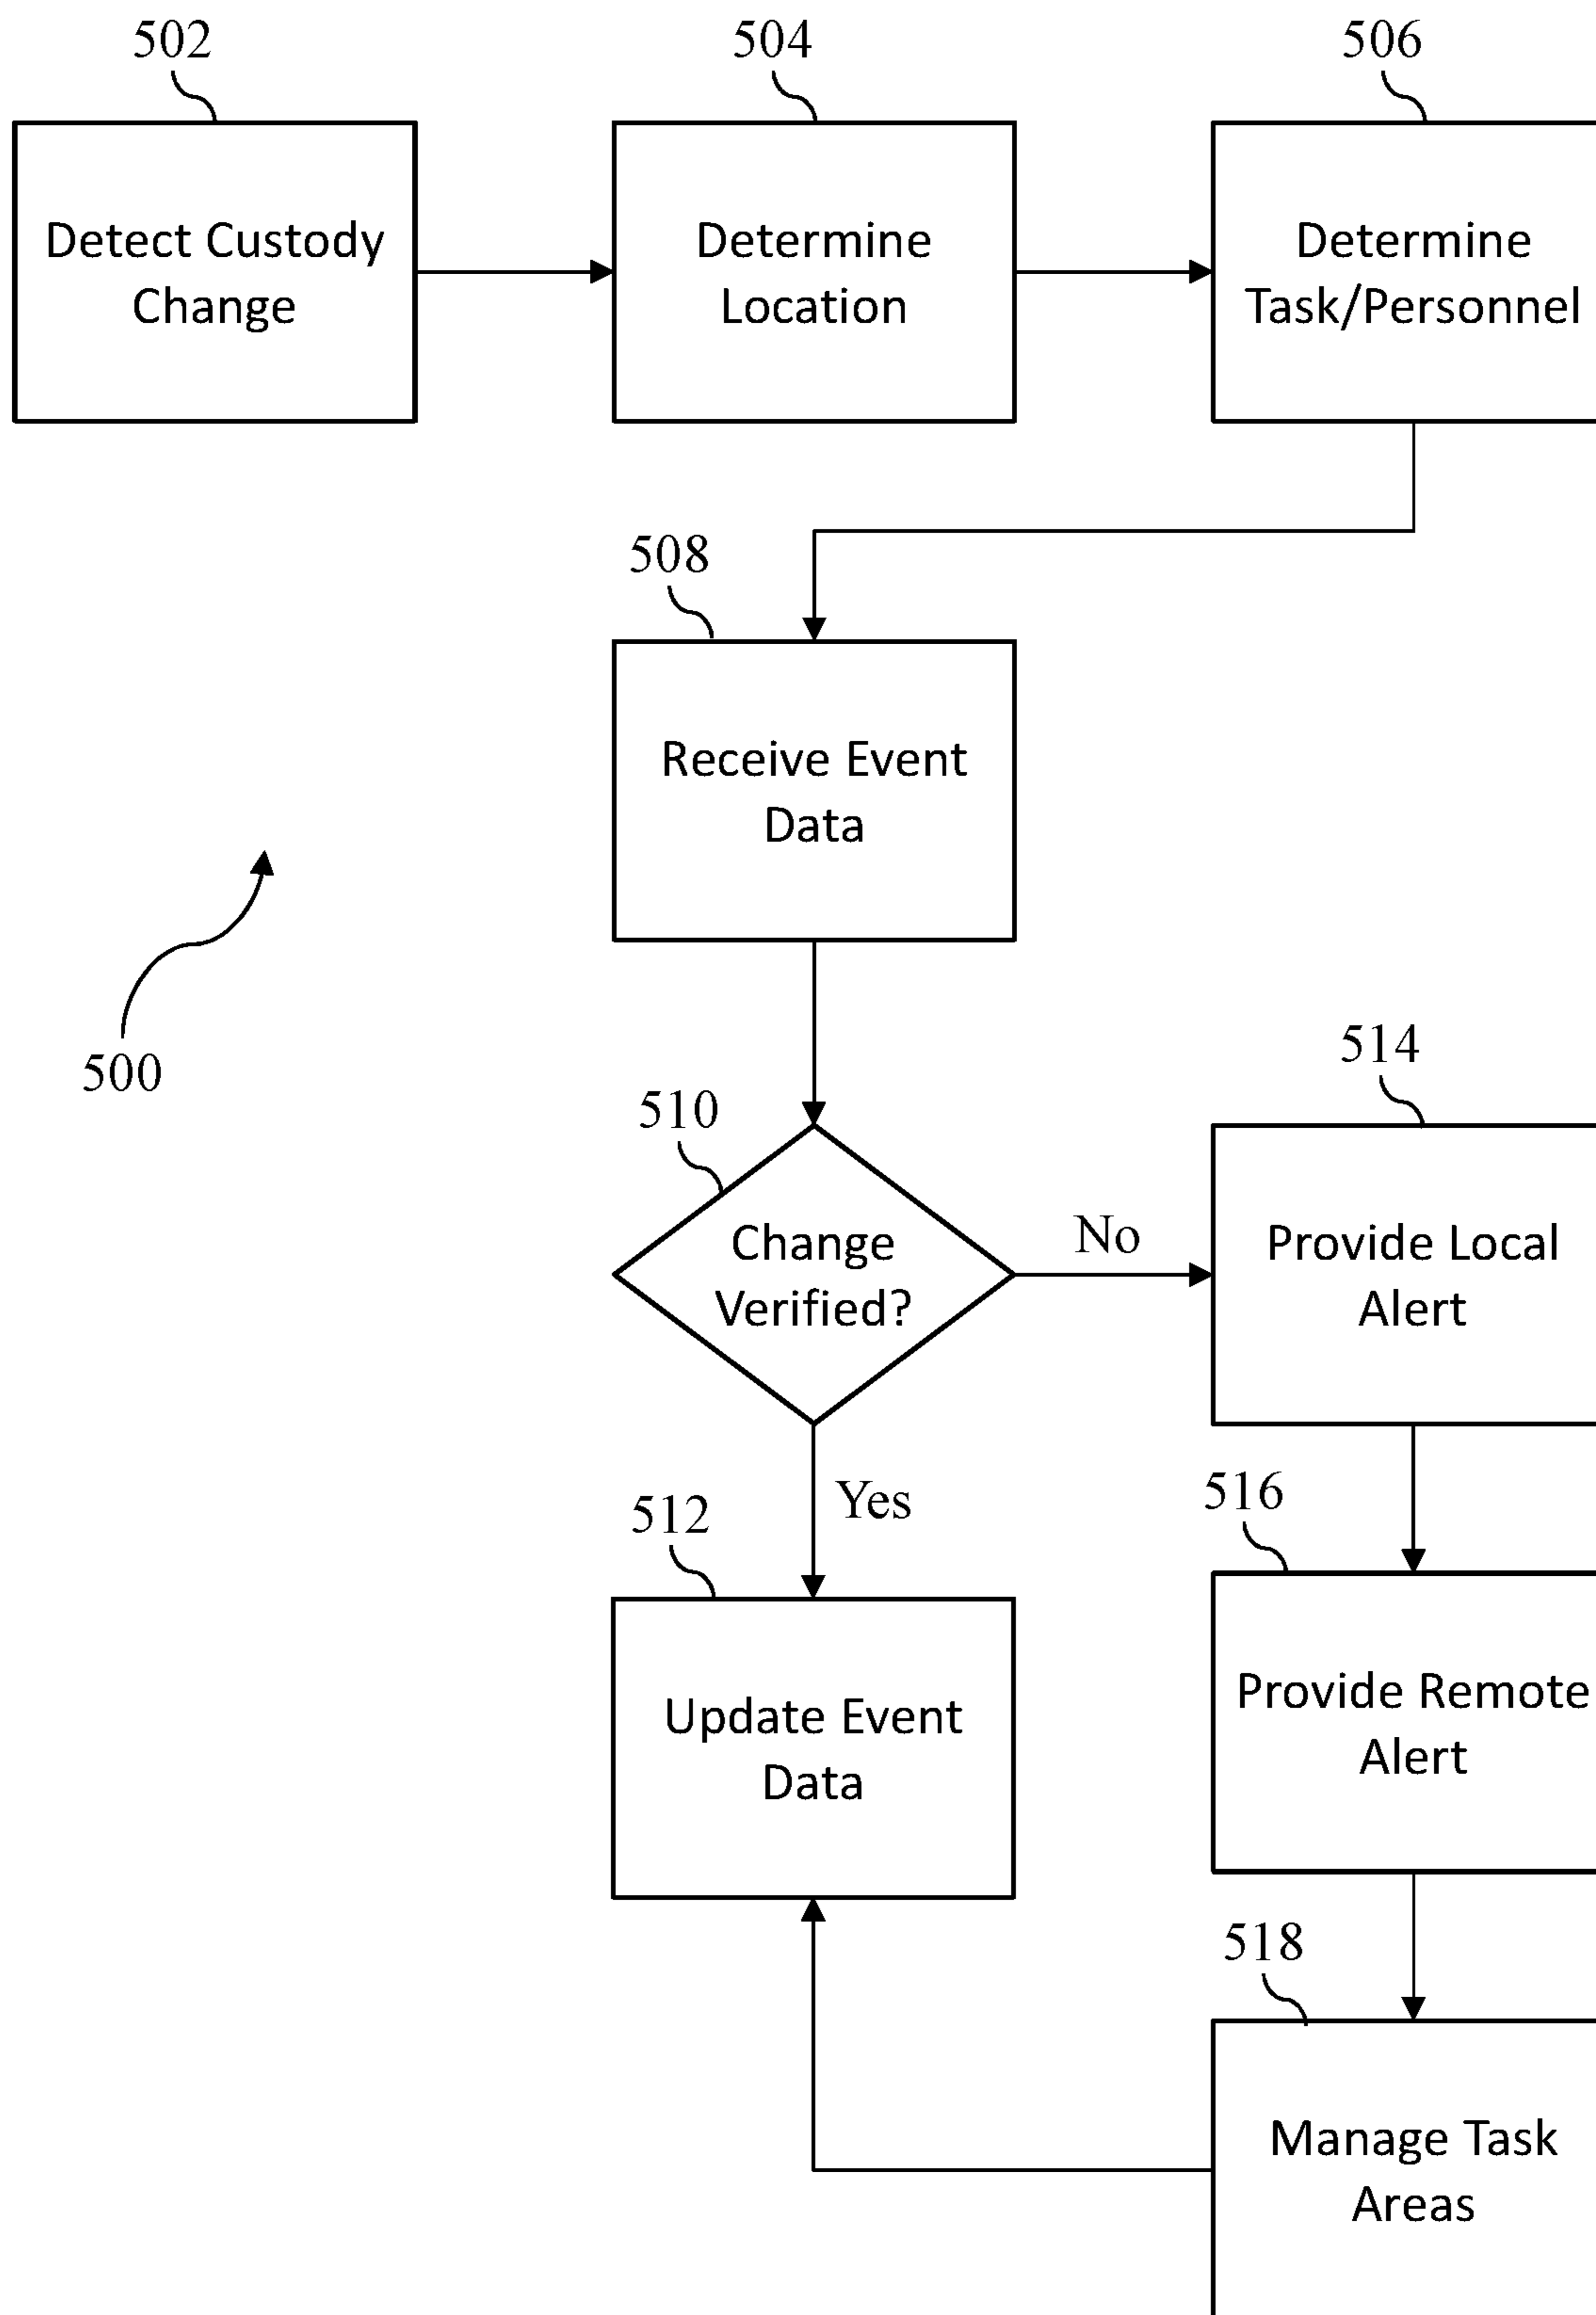 502
504
506
Detect Custody
Change
Determine
Location
Determine
Task/Personnel
508
Receive Event
Data
500
510
Change
Verified?
No
514
Provide Local
Alert
Yes
512
Update Event
Data
516
Provide Remote
Alert
518
Manage Task
Areas